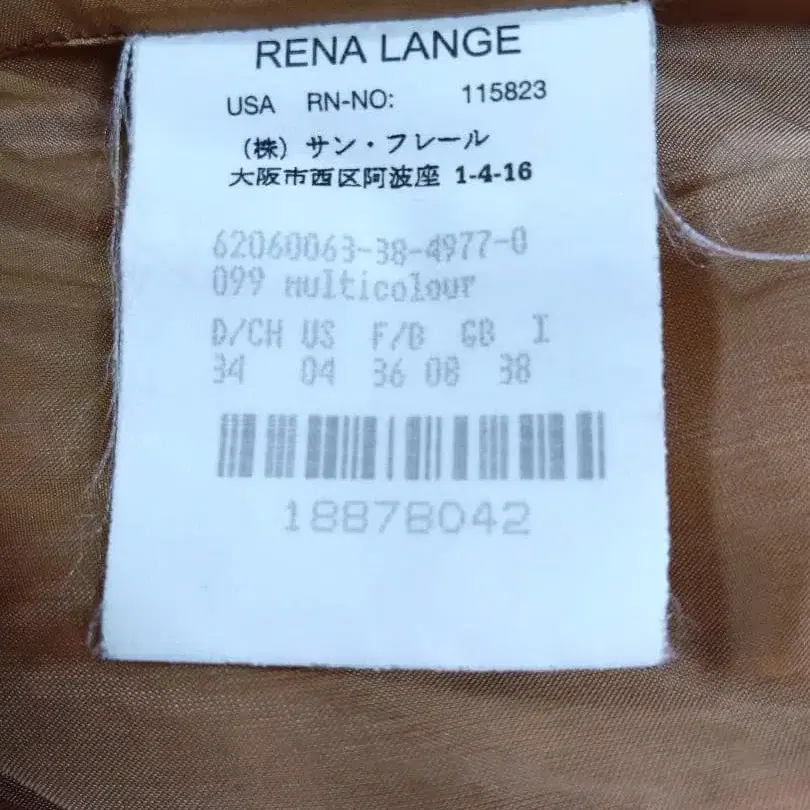 RENA LANGE
USA RN-NO: 115823
(株) サン・フレール
大阪市西区阿波座 1-4-16
62060063-38-4977-0
099 multicolour
D/CH US F/B GB I
34 04 36 08 38
18878042